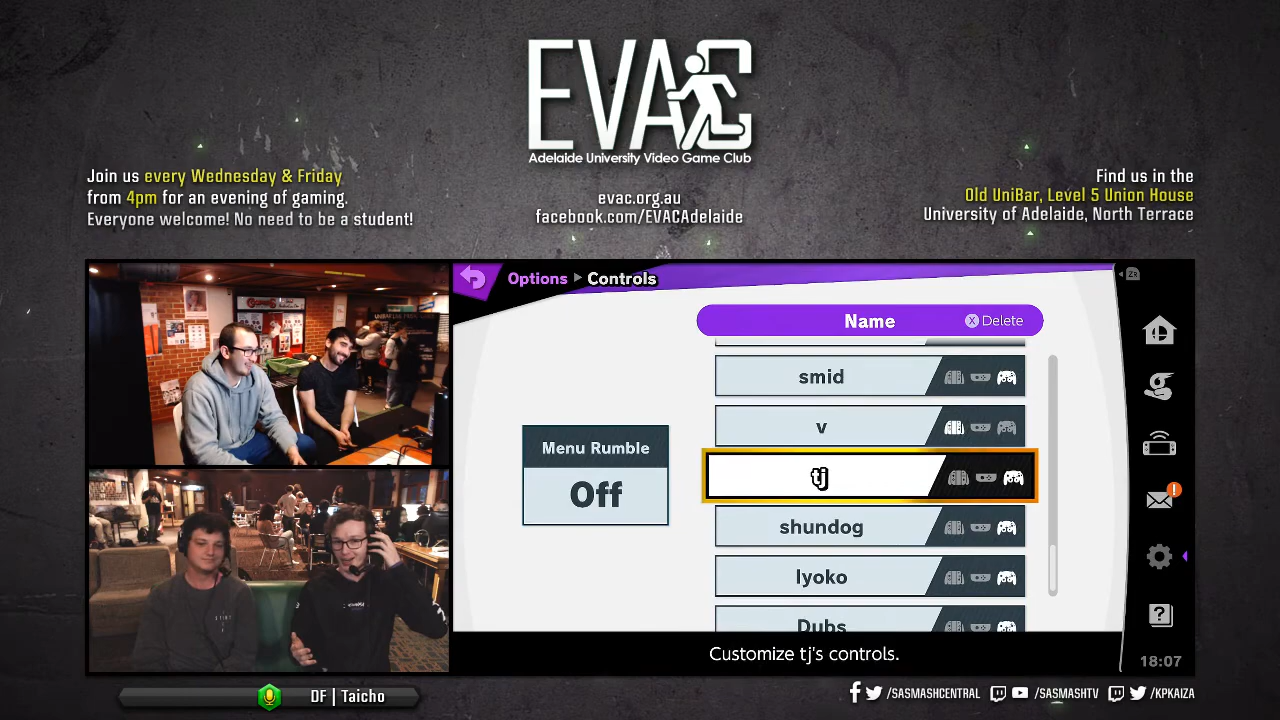 EVAC
Adelaide University Video Game Club
Join us every Wednesday & Friday
from 4pm for an evening of gaming.
Everyone welcome! No need to be a student!
evac.org.au
facebook.com/EVACAdelaide
Find us in the
Old UniBar, Level 5 Union House
University of Adelaide, North Terrace
Options ▸ Controls
ZR
Name
X Delete
smid
v
Menu Rumble
Off
tj
shundog
lyoko
Dubs
Customize tj's controls.
18:07
DF | Taicho
/SASMASHCENTRAL
/SASMASHTV
/KPKAIZA